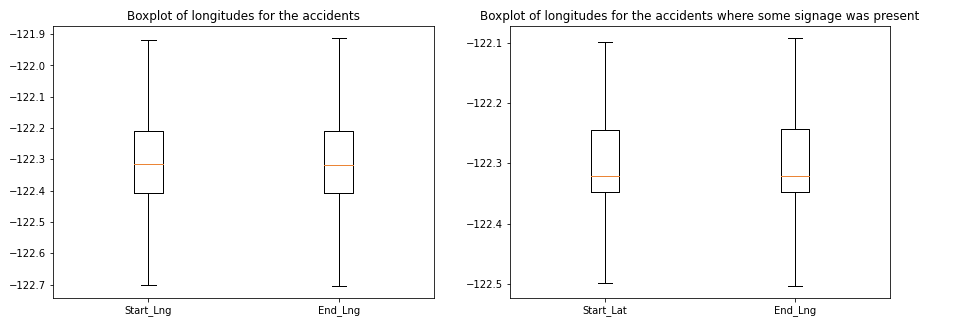 Boxplot of longitudes for the accidents
−121.9
−122.0
−122.1
−122.2
−122.3
−122.4
−122.5
−122.6
−122.7
Start_Lng
End_Lng
Boxplot of longitudes for the accidents where some signage was present
−122.1
−122.2
−122.3
−122.4
−122.5
Start_Lat
End_Lng